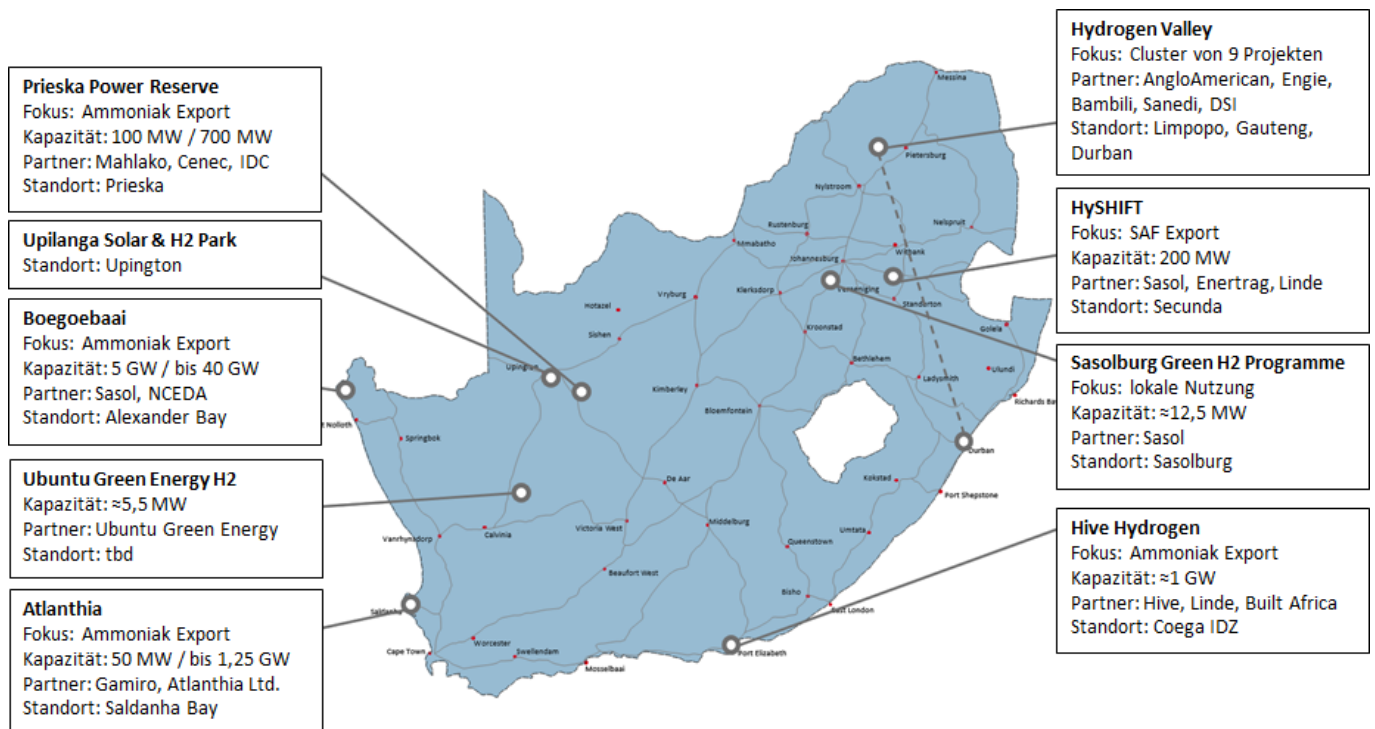 Prieska Power Reserve
Fokus: Ammoniak Export
Kapazität: 100 MW / 700 MW
Partner: Mahlako, Cenec, IDC
Standort: Prieska
Upilanga Solar & H2 Park
Standort: Upington
Boegoebaai
Fokus: Ammoniak Export
Kapazität: 5 GW / bis 40 GW
Partner: Sasol, NCEDA
Standort: Alexander Bay
Ubuntu Green Energy H2
Kapazität: ≈5,5 MW
Partner: Ubuntu Green Energy
Standort: tbd
Atlanthia
Fokus: Ammoniak Export
Kapazität: 50 MW / bis 1,25 GW
Partner: Gamiro, Atlanthia Ltd.
Standort: Saldanha Bay
Messina
Pietersburg
Nylstroom
Rustenburg
Nelspruit
Mmabatho
Witbank
Johannesburg
Vryburg
Klerksdorp
Standorton
Hotazel
Sishen
Kroonstad
Golela
Upington
Bethlehem
Ladysmith
Ulundi
Kimberley
Bloemfontein
Richards Bay
t Nolloth
Springbok
Durban
De Aar
Kokstad
Port Shepstone
Vanrhynsdorp
Calvinia
Victoria West
Middelburg
Umtata
Queenstown
Beaufort West
Bisho
East London
Saldanha
Worcester
Cape Town
Swellendam
Mosselbaai
Port Elizabeth
Hydrogen Valley
Fokus: Cluster von 9 Projekten
Partner: AngloAmerican, Engie,
Bambili, Sanedi, DSI
Standort: Limpopo, Gauteng,
Durban
HySHIFT
Fokus: SAF Export
Kapazität: 200 MW
Partner: Sasol, Enertrag, Linde
Standort: Secunda
Sasolburg Green H2 Programme
Fokus: lokale Nutzung
Kapazität: ≈12,5 MW
Partner: Sasol
Standort: Sasolburg
Hive Hydrogen
Fokus: Ammoniak Export
Kapazität: ≈1 GW
Partner: Hive, Linde, Built Africa
Standort: Coega IDZ